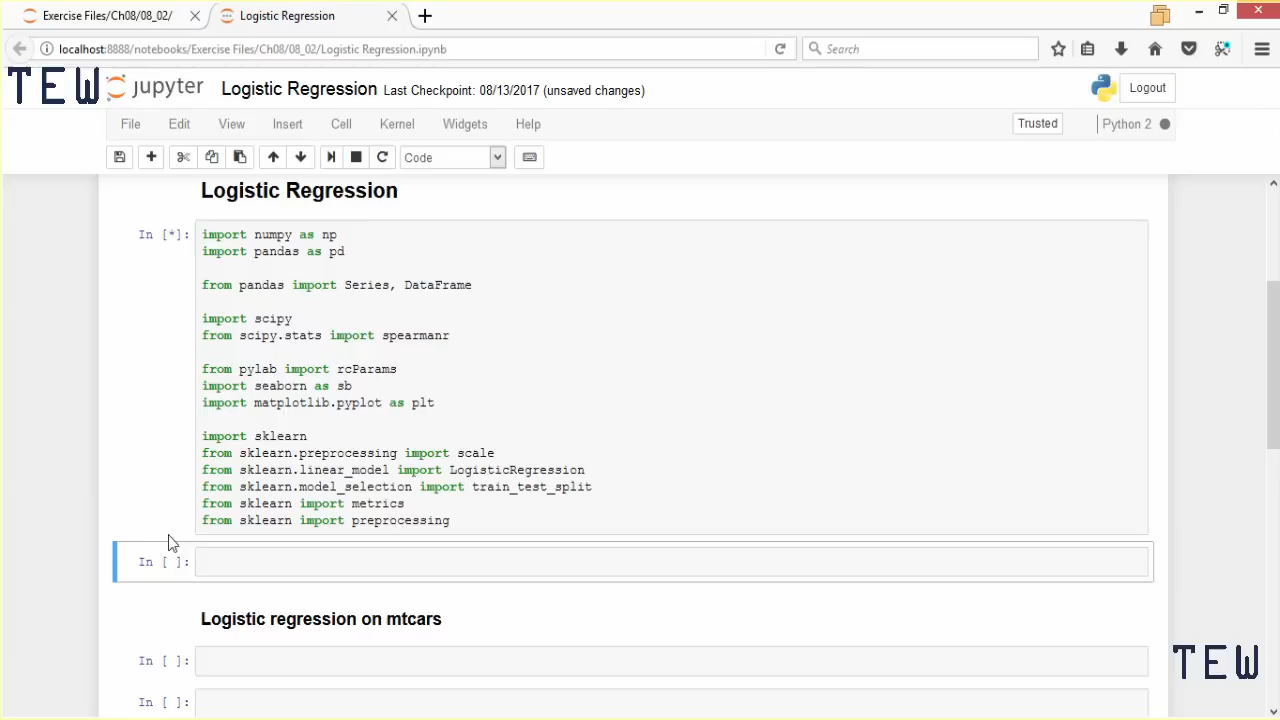 Exercise Files/Ch08/08_02/
Logistic Regression
localhost:8888/notebooks/Exercise Files/Ch08/08_02/Logistic Regression.ipynb
Search
TEW
jupyter
Logistic Regression Last Checkpoint: 08/13/2017 (unsaved changes)
Logout
File Edit View Insert Cell Kernel Widgets Help
Trusted
Python 2
Code
Logistic Regression
In [*]: import numpy as np
import pandas as pd
from pandas import Series, DataFrame
import scipy
from scipy.stats import spearmanr
from pylab import rcParams
import seaborn as sb
import matplotlib.pyplot as plt
import sklearn
from sklearn.preprocessing import scale
from sklearn.linear_model import LogisticRegression
from sklearn.model_selection import train_test_split
from sklearn import metrics
from sklearn import preprocessing
In [ ]:
Logistic regression on mtcars
In [ ]:
TEW
In [ ]: